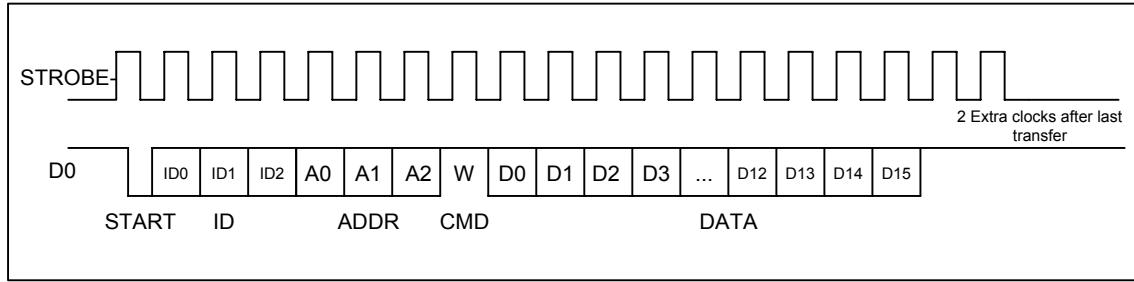 STROBE-
2 Extra clocks after last
transfer
D0 ID0 ID1 ID2 A0 A1 A2 W D0 D1 D2 D3 ... D12 D13 D14 D15
START ID ADDR CMD DATA